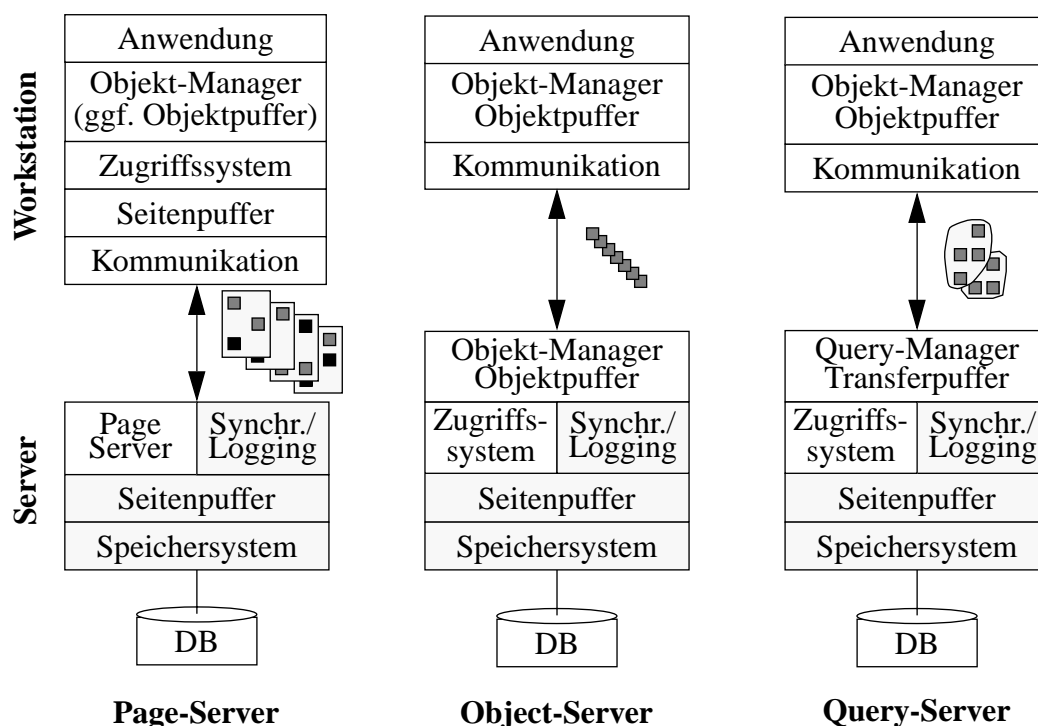 Workstation
Server
Anwendung
Objekt-Manager
(ggf. Objektpuffer)
Zugriffssystem
Seitenpuffer
Kommunikation
Page
Server
Synchr./
Logging
Seitenpuffer
Speichersystem
DB
Page-Server
Anwendung
Objekt-Manager
Objektpuffer
Kommunikation
Objekt-Manager
Objektpuffer
Zugriffs-
system
Synchr./
Logging
Seitenpuffer
Speichersystem
DB
Object-Server
Anwendung
Objekt-Manager
Objektpuffer
Kommunikation
Query-Manager
Transferpuffer
Zugriffs-
system
Synchr./
Logging
Seitenpuffer
Speichersystem
DB
Query-Server